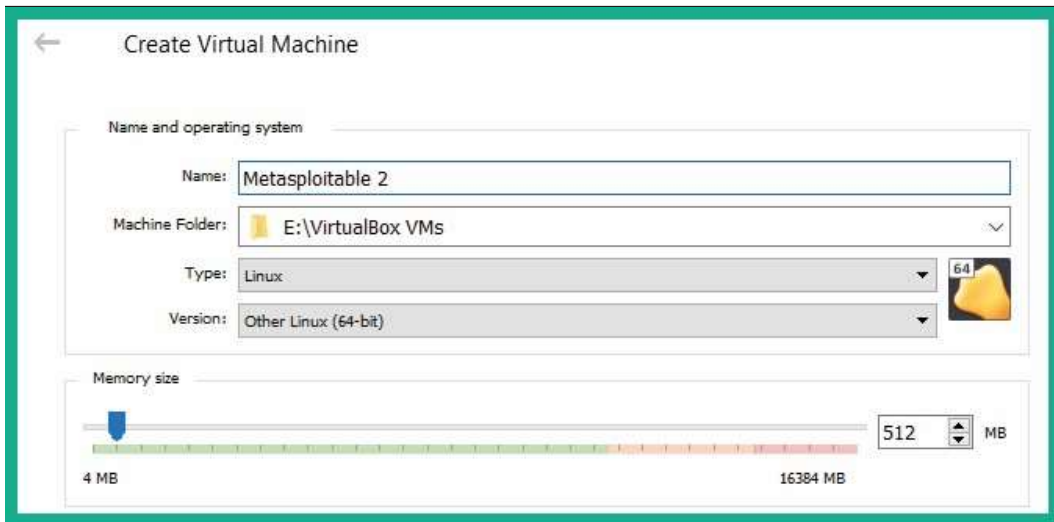 Create Virtual Machine
Name and operating system
Name: Metasploitable 2
Machine Folder: E:\VirtualBox VMs
Type: Linux
64
Version: Other Linux (64-bit)
Memory size
512 MB
4 MB 16384 MB